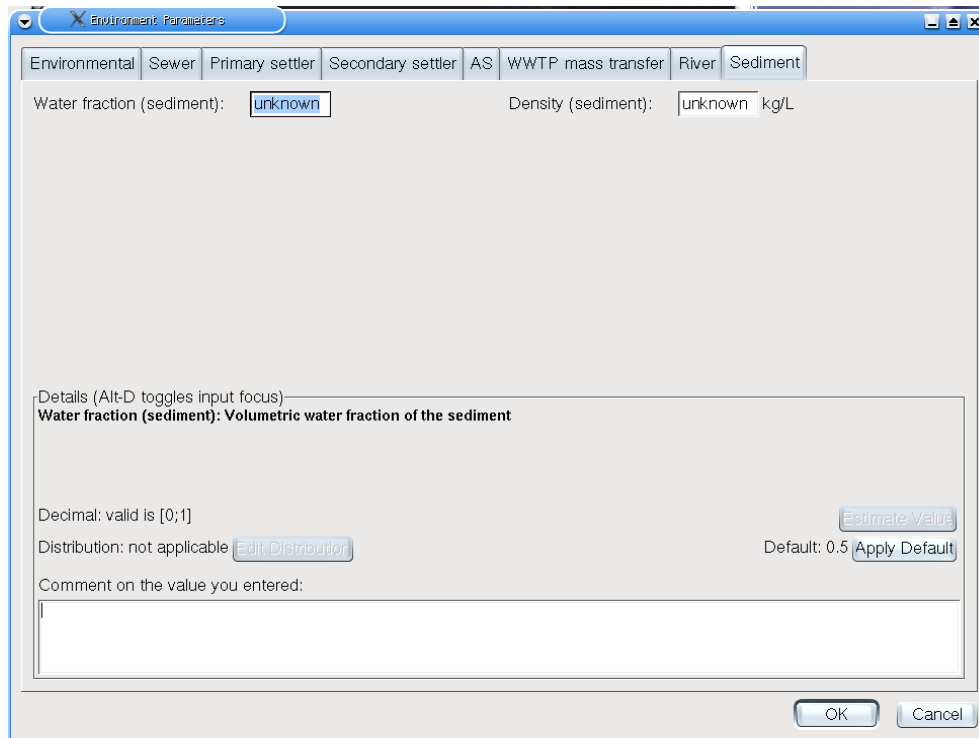 Environment Parameters
Environmental Sewer Primary settler Secondary settler AS WWTP mass transfer River Sediment
Water fraction (sediment): unknown Density (sediment): unknown kg/L
Details (Alt-D toggles input focus)
Water fraction (sediment): Volumetric water fraction of the sediment
Decimal: valid is [0;1] Estimate Value
Distribution: not applicable Edit Distribution Default: 0.5 Apply Default
Comment on the value you entered:
OK Cancel